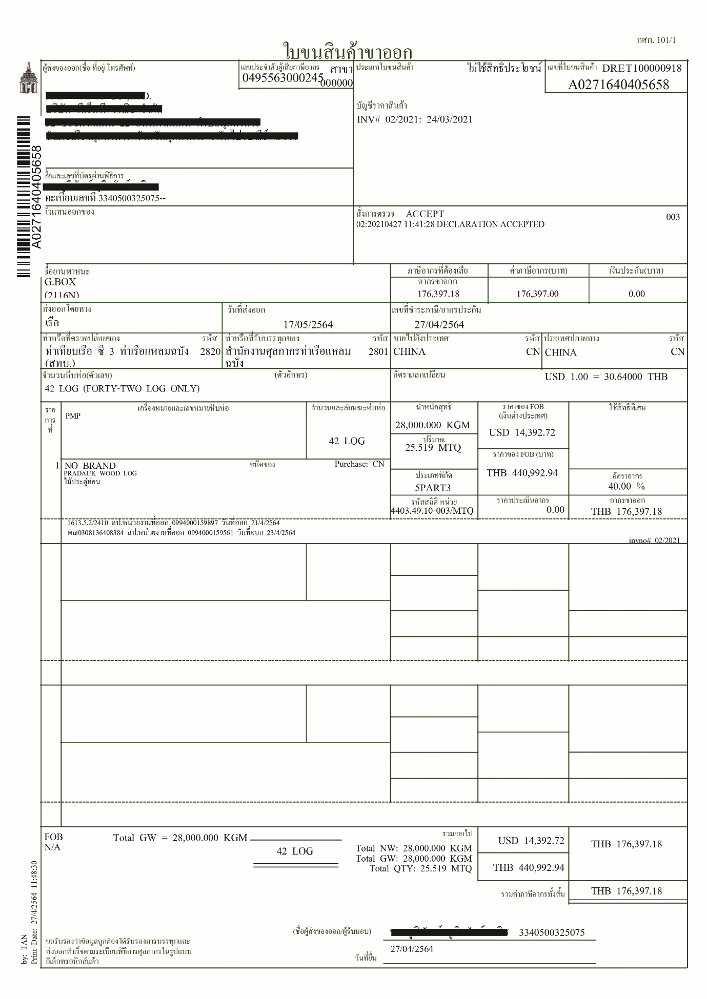 กศก. 101/1
ใบขนสินค้าขาออก
ผู้ส่งของออก(ชื่อ ที่อยู่ โทรศัพท์)
เลขประจำตัวผู้เสียภาษีอากร สาขา
0495563000245 000000
ประเภทใบขนสินค้า ไม่ใช้สิทธิประโยชน์
เลขที่ใบขนสินค้า DRET100000918
A0271640405658
บัญชีราคาสินค้า
INV# 02/2021: 24/03/2021
A0271640405658
ชื่อและเลขที่บัตรผ่านพิธีการ
ทะเบียนเลขที่ 3340500325075--
ตัวแทนออกของ
สั่งการตรวจ ACCEPT 003
02:20210427 11:41:28 DECLARATION ACCEPTED
ชื่อยานพาหนะ
G.BOX
(2116N)
ภาษีอากรที่ต้องเสีย ค่าภาษีอากร(บาท) เงินประกัน(บาท)
อากรขาออก
176,397.18 176,397.00 0.00
ส่งออกโดยทาง วันที่ส่งออก เลขที่ชำระภาษี/อากรประกัน
เรือ 17/05/2564 27/04/2564
ท่าหรือที่ตรวจปล่อยของ รหัส ท่าหรือที่รับบรรทุกของ รหัส ขายไปยังประเทศ รหัส ประเทศปลายทาง รหัส
ท่าเทียบเรือ ซี 3 ท่าเรือแหลมฉบัง 2820 สำนักงานศุลกากรท่าเรือแหลม 2801 CHINA CN CHINA CN
(สทบ.) ฉบัง
จำนวนหีบห่อ(ตัวเลข) (ตัวอักษร) อัตราแลกเปลี่ยน USD 1.00 = 30.64000 THB
42 LOG (FORTY-TWO LOG ONLY)
ราย
การ
ที่
เครื่องหมายและเลขหมายหีบห่อ
PMP
จำนวนและลักษณะหีบห่อ
42 LOG
น้ำหนักสุทธิ
28,000.000 KGM
ปริมาณ
25.519 MTQ
ราคาของ FOB
(เงินต่างประเทศ)
USD 14,392.72
ใช้สิทธิพิเศษ
ราคาของ FOB (บาท)
THB 440,992.94
1 NO BRAND ชนิดของ Purchase: CN
PRADAUK WOOD LOG
ไม้ประดู่ท่อน
ประเภทพิกัด
5PART3
อัตราอากร
40.00 %
รหัสสถิติ หน่วย
4403.49.10-003/MTQ
ราคาประเมินอากร
0.00
อากรขาออก
THB 176,397.18
1613.5.2/2410 ลป.หน่วยงานที่ออก 0994000159897 วันที่ออก 21/4/2564
พณ0308136408384 ลป.หน่วยงานที่ออก 0994000159561 วันที่ออก 23/4/2564
invno# 02/2021
FOB Total GW = 28,000.000 KGM
N/A
42 LOG
รวม/ยกไป
Total NW: 28,000.000 KGM
Total GW: 28,000.000 KGM
Total QTY: 25.519 MTQ
USD 14,392.72
THB 440,992.94
THB 176,397.18
รวมค่าภาษีอากรทั้งสิ้น THB 176,397.18
(ชื่อผู้ส่งของออก/ผู้รับมอบ) 3340500325075
ขอรับรองว่าข้อมูลถูกต้องได้รับรองการบรรทุกและ
ส่งออกสำเร็จตามระเบียบพิธีการศุลกากรในรูปแบบ
อิเล็กทรอนิกส์แล้ว
วันที่ยื่น 27/04/2564
by: TAN
Print Date: 27/4/2564 11:48:30